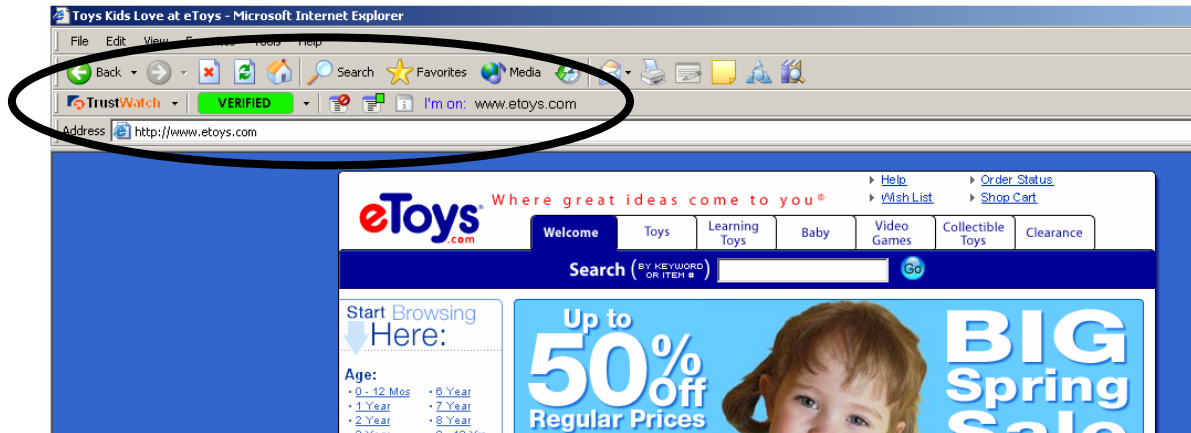 Toys Kids Love at eToys - Microsoft Internet Explorer
File Edit View Favorites Tools Help
Back Search Favorites Media
TrustWatch VERIFIED I'm on: www.etoys.com
Address http://www.etoys.com
Help Order Status
Wish List Shop Cart
eToys.com Where great ideas come to you®
Welcome Toys Learning Toys Baby Video Games Collectible Toys Clearance
Search (BY KEYWORD OR ITEM #) Go
Start Browsing
Here:
Age:
• 0 - 12 Mos • 6 Year
• 1 Year • 7 Year
• 2 Year • 8 Year
Up to
50% Off
Regular Prices
BIG
Spring
Sale